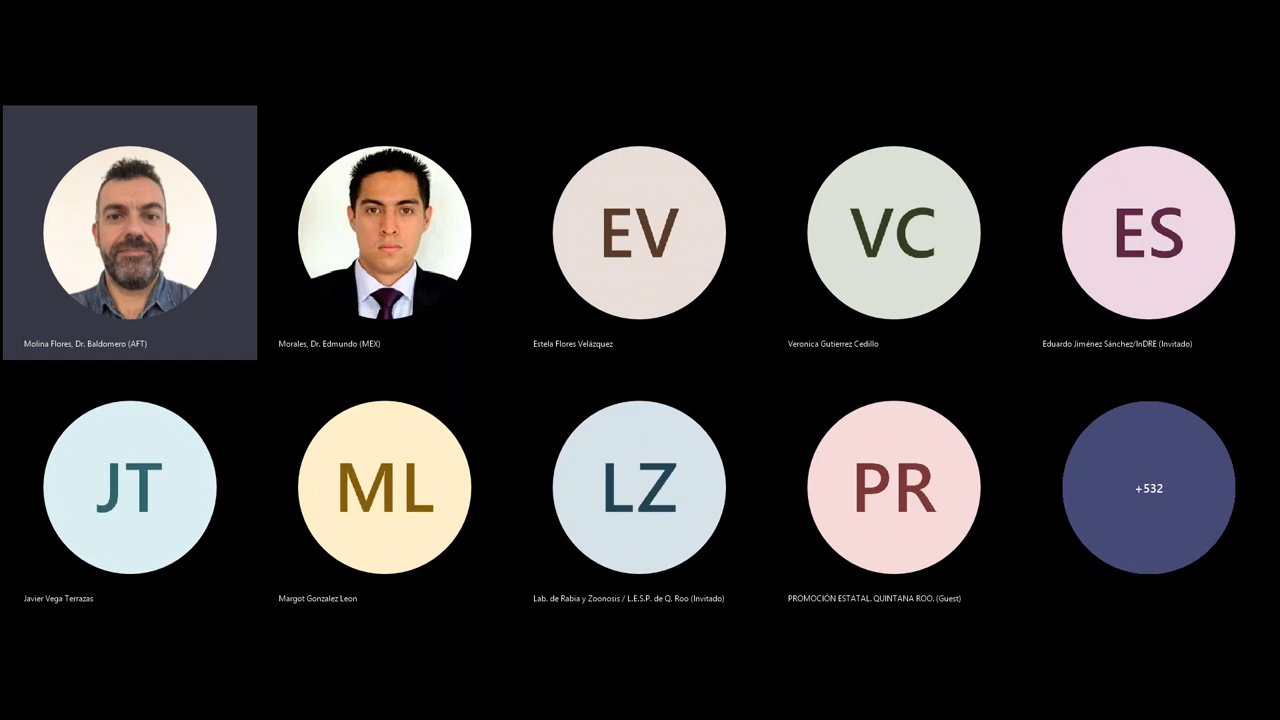 EV
VC
ES
Molina Flores, Dr. Baldomero (AFT)
Morales, Dr. Edmundo (MEX)
Estela Flores Velázquez
Veronica Gutierrez Cedillo
Eduardo Jiménez Sánchez/InDRE (Invitado)
JT
ML
LZ
PR
+532
Javier Vega Terrazas
Margot Gonzalez Leon
Lab. de Rabia y Zoonosis / L.E.S.P. de Q. Roo (Invitado)
PROMOCIÓN ESTATAL. QUINTANA ROO. (Guest)